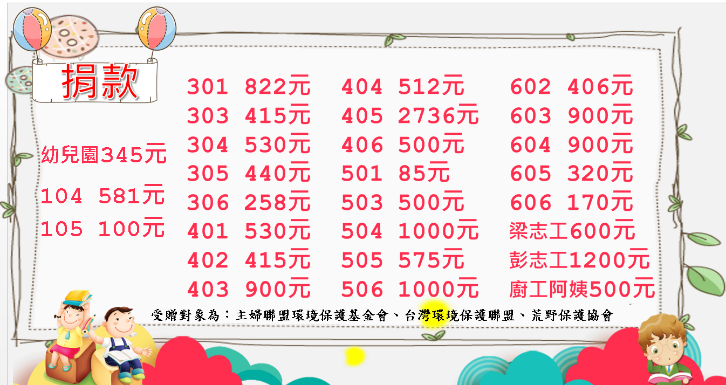 捐款
幼兒園345元
104 581元
105 100元
301 822元
303 415元
304 530元
305 440元
306 258元
401 530元
402 415元
403 900元
404 512元
405 2736元
406 500元
501 85元
503 500元
504 1000元
505 575元
506 1000元
602 406元
603 900元
604 900元
605 320元
606 170元
梁志工600元
彭志工1200元
廚工阿姨500元
受贈對象為：主婦聯盟環境保護基金會、台灣環境保護聯盟、荒野保護協會